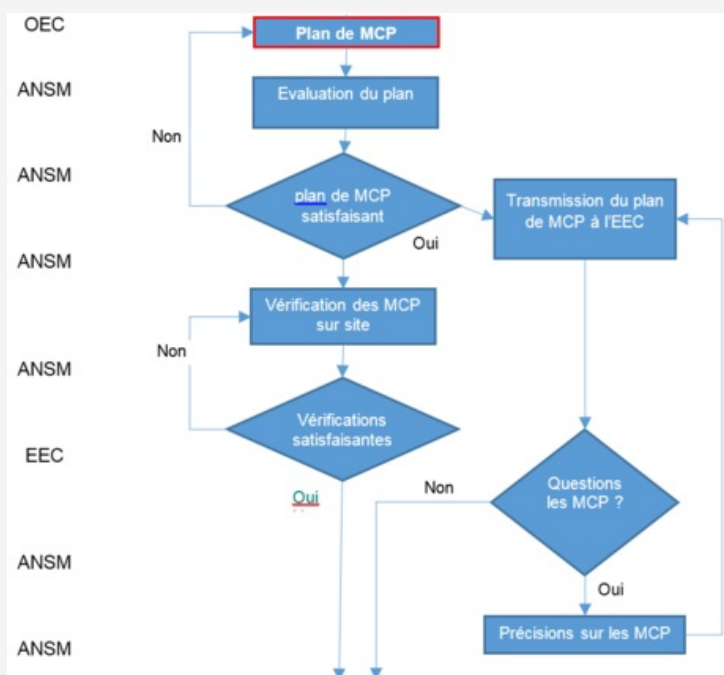 OEC
Plan de MCP
ANSM
Evaluation du plan
Non
ANSM
plan de MCP
satisfaisant
Transmission du plan
de MCP à l'EEC
Oui
ANSM
Vérification des MCP
sur site
Non
ANSM
Vérifications
satisfaisantes
EEC
Oui
Non
Questions
les MCP ?
ANSM
Oui
Précisions sur les MCP
ANSM